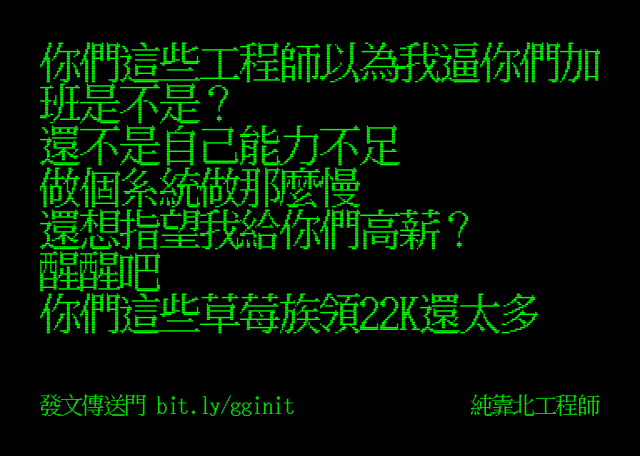 你們這些工程師以為我逼你們加
班是不是？
還不是自己能力不足
做個系統做那麼慢
還想指望我給你們高薪？
醒醒吧
你們這些草莓族領22K還太多
發文傳送門 bit.ly/gginit
純靠北工程師